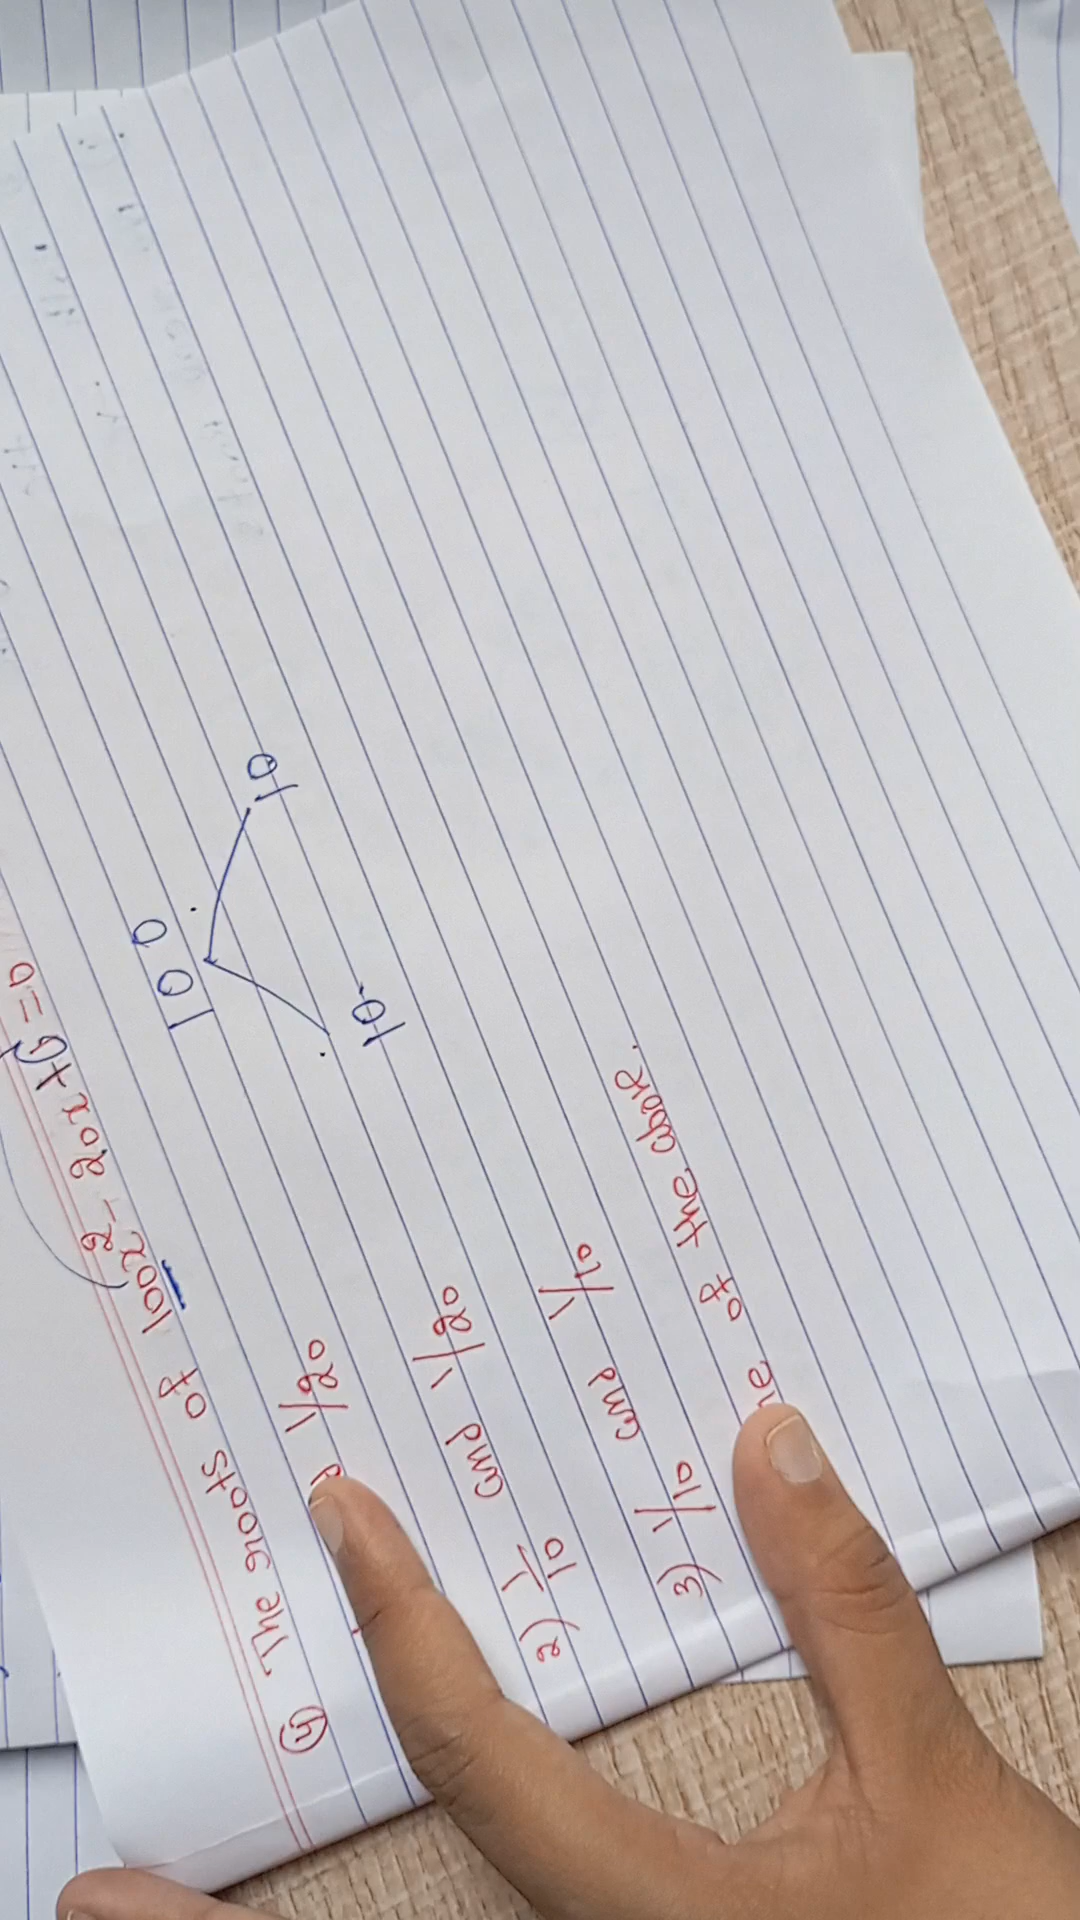 ④ The roots of 100x² - 20x + 1 = 0
1/20
2) 1/10 and 1/20
3) 1/10 and 1/10
of the above.
100
10 10